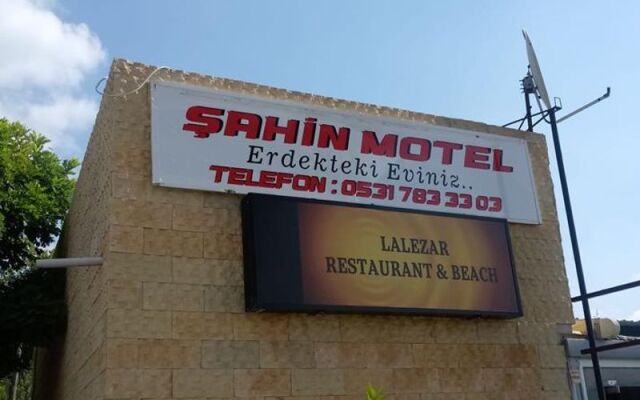 ŞAHİN MOTEL
Erdekteki Eviniz..
TELEFON : 0531 783 33 03
LALEZAR
RESTAURANT & BEACH